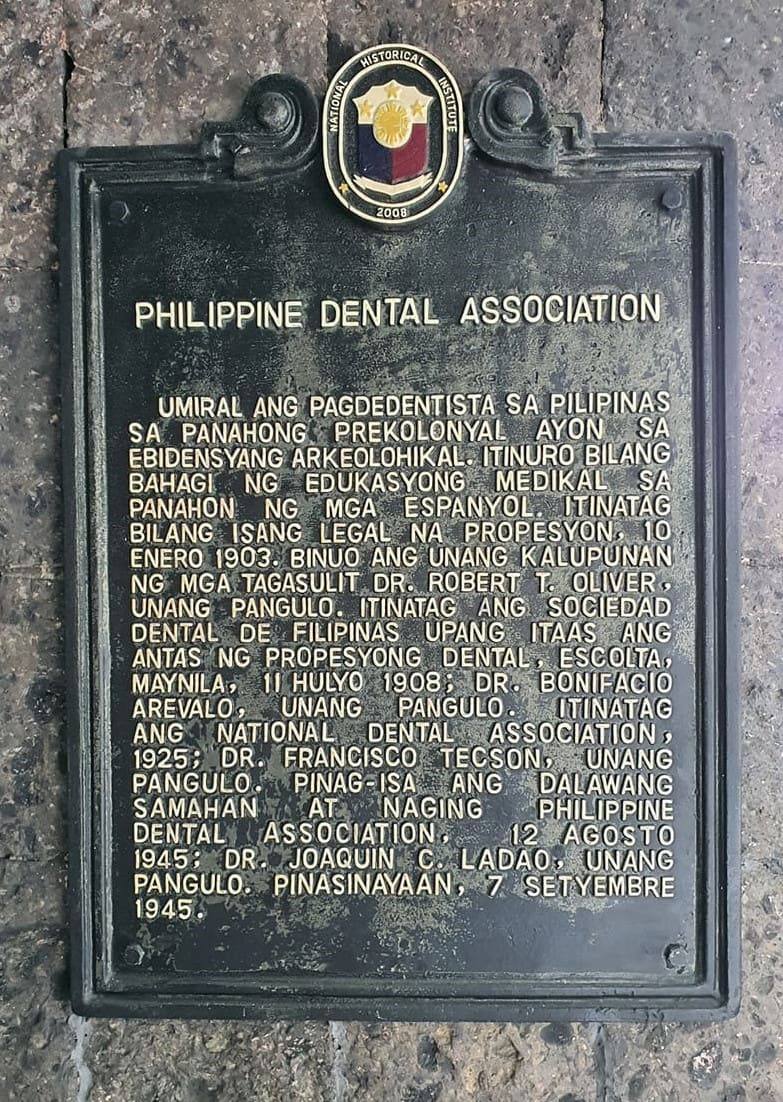 NATIONAL HISTORICAL INSTITUTE
2008
PHILIPPINE DENTAL ASSOCIATION
UMIRAL ANG PAGDEDENTISTA SA PILIPINAS
SA PANAHONG PREKOLONYAL AYON SA
EBIDENSYANG ARKEOLOHIKAL. ITINURO BILANG
BAHAGI NG EDUKASYONG MEDIKAL SA
PANAHON NG MGA ESPANYOL. ITINATAG
BILANG ISANG LEGAL NA PROPESYON, 10
ENERO 1903. BINUO ANG UNANG KALUPUNAN
NG MGA TAGASULIT DR. ROBERT T. OLIVER,
UNANG PANGULO. ITINATAG ANG SOCIEDAD
DENTAL DE FILIPINAS UPANG ITAAS ANG
ANTAS NG PROPESYONG DENTAL, ESCOLTA,
MAYNILA, 11 HULYO 1908; DR. BONIFACIO
AREVALO, UNANG PANGULO. ITINATAG
ANG NATIONAL DENTAL ASSOCIATION,
1925; DR. FRANCISCO TECSON, UNANG
PANGULO. PINAG-ISA ANG DALAWANG
SAMAHAN AT NAGING PHILIPPINE
DENTAL ASSOCIATION, 12 AGOSTO
1945; DR. JOAQUIN C. LADAO, UNANG
PANGULO. PINASINAYAAN, 7 SETYEMBRE
1945.